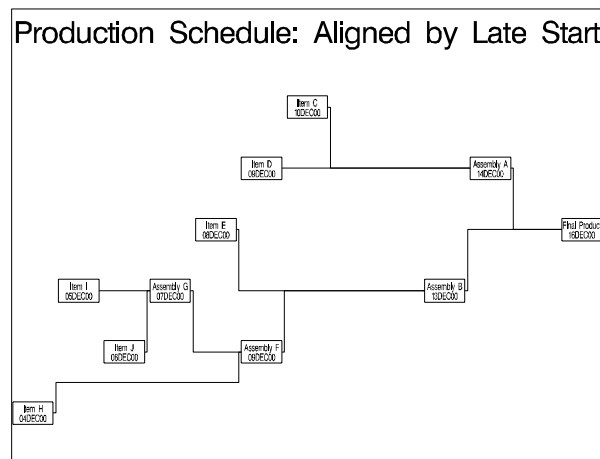 Production Schedule: Aligned by Late Start
Item C
10DEC00
Item D
09DEC00
Assembly A
14DEC00
Item E
08DEC00
Final Produc
16DEC00
Item I
05DEC00
Assembly G
07DEC00
Assembly B
13DEC00
Item J
06DEC00
Assembly F
09DEC00
Item H
04DEC00